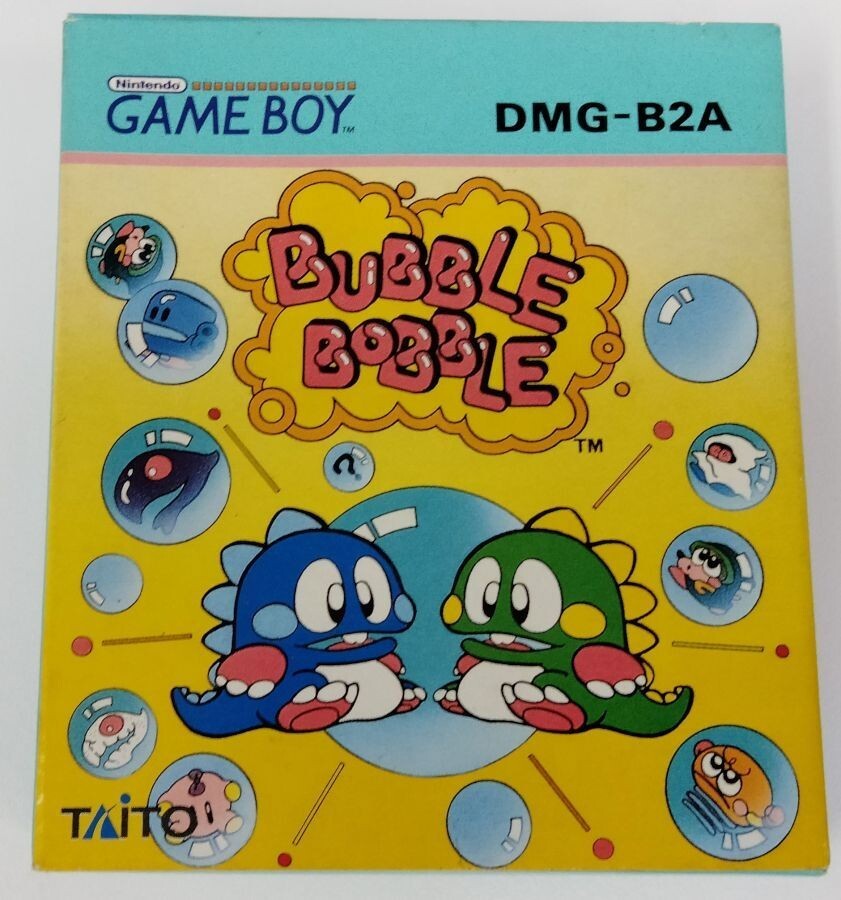 Nintendo
GAME BOY TM
DMG-B2A
BUBBLE
BOBBLE
TM
?
TAITO